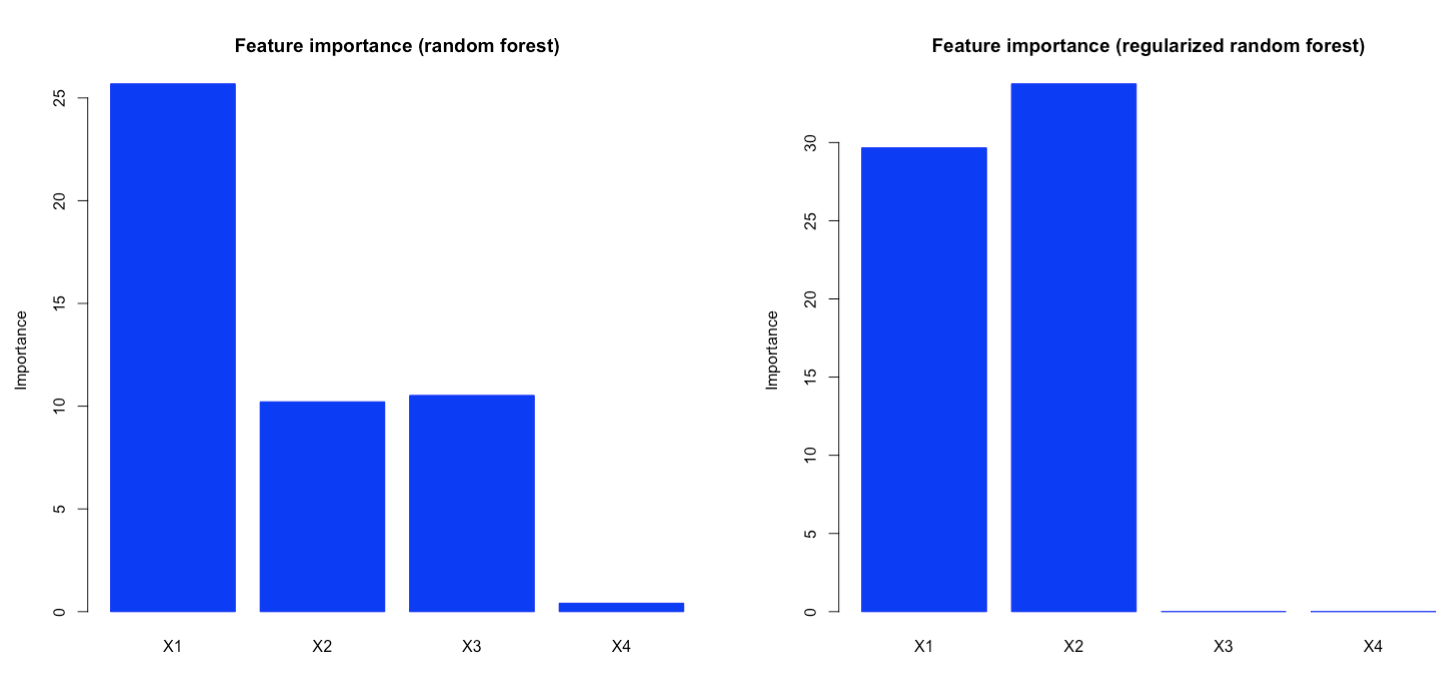 Feature importance (random forest)
Importance
25
20
15
10
5
0
X1 X2 X3 X4
Feature importance (regularized random forest)
Importance
30
25
20
15
10
5
0
X1 X2 X3 X4